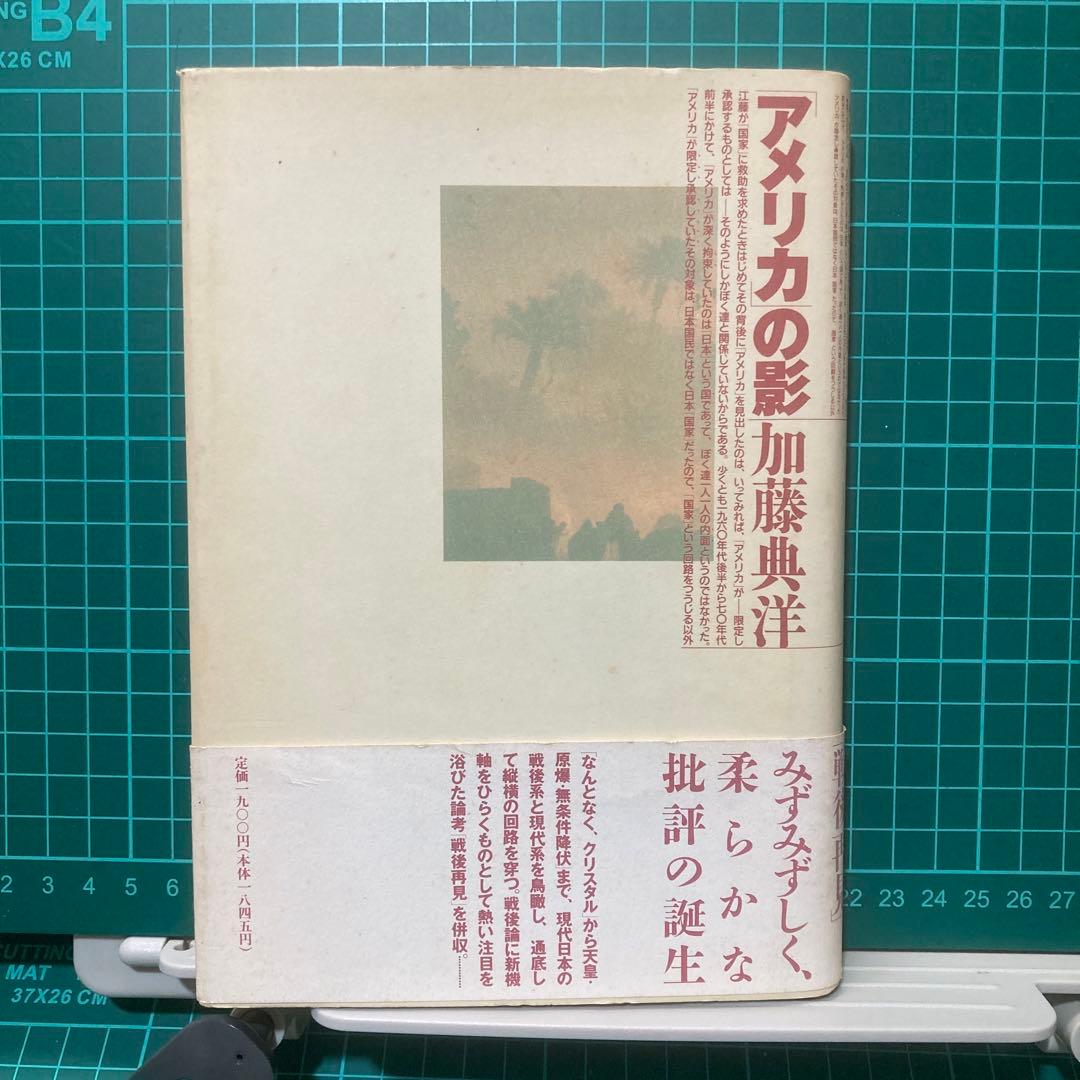 「アメリカ」の影
加藤典洋
江藤が「国家」に救助を求めたときはじめてその背後に「アメリカ」を見出したのは、いってみれば、「アメリカ」が——限定し
承認するものとしては——そのようにしかぼく達と関係していないからである。少くとも一九六〇年代後半から七〇年代
前半にかけて、「アメリカ」が深く拘束していたのは「日本」という国であって、ぼく達一人一人の内面というのではなかった。
「アメリカ」が限定し承認していたその対象は、日本国民ではなく日本「国家」だったので、「国家」という回路をつうじる以外
みずみずしく、
柔らかな
批評の誕生
「なんとなく、クリスタル」から天皇・
原爆・無条件降伏まで、現代日本の
戦後系と現代系を鳥瞰し、通底し
て縦横の回路を穿つ。戦後論に新機
軸をひらくものとして熱い注目を
浴びた論考「戦後再見」を併収。………
定価一九〇〇円(本体一八四五円)
「戦後再見」
B4
X26 CM
2 3 4 5 6
22 23 24 25 26 27
CUTTING
MAT
37X26 CM